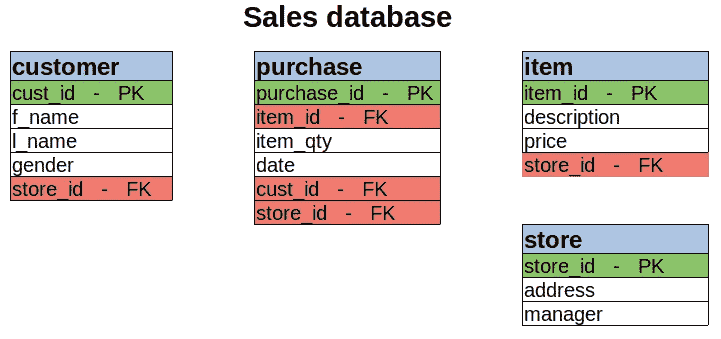 Sales database
customer
cust_id - PK
f_name
l_name
gender
store_id - FK
purchase
purchase_id - PK
item_id - FK
item_qty
date
cust_id - FK
store_id - FK
item
item_id - PK
description
price
store_id - FK
store
store_id - PK
address
manager